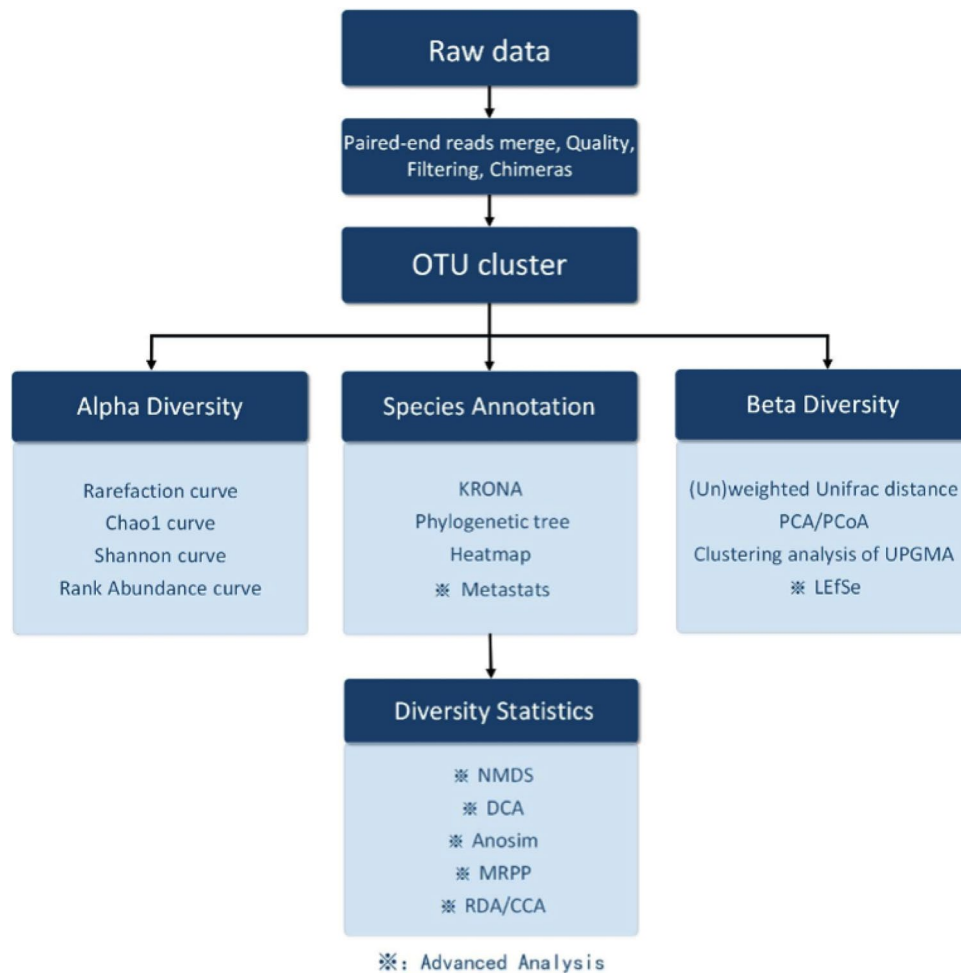 Raw data
Paired-end reads merge, Quality,
Filtering, Chimeras
OTU cluster
Alpha Diversity
Rarefaction curve
Chao1 curve
Shannon curve
Rank Abundance curve
Species Annotation
KRONA
Phylogenetic tree
Heatmap
※ Metastats
Beta Diversity
(Un)weighted Unifrac distance
PCA/PCoA
Clustering analysis of UPGMA
※ LEfSe
Diversity Statistics
※ NMDS
※ DCA
※ Anosim
※ MRPP
※ RDA/CCA
※: Advanced Analysis